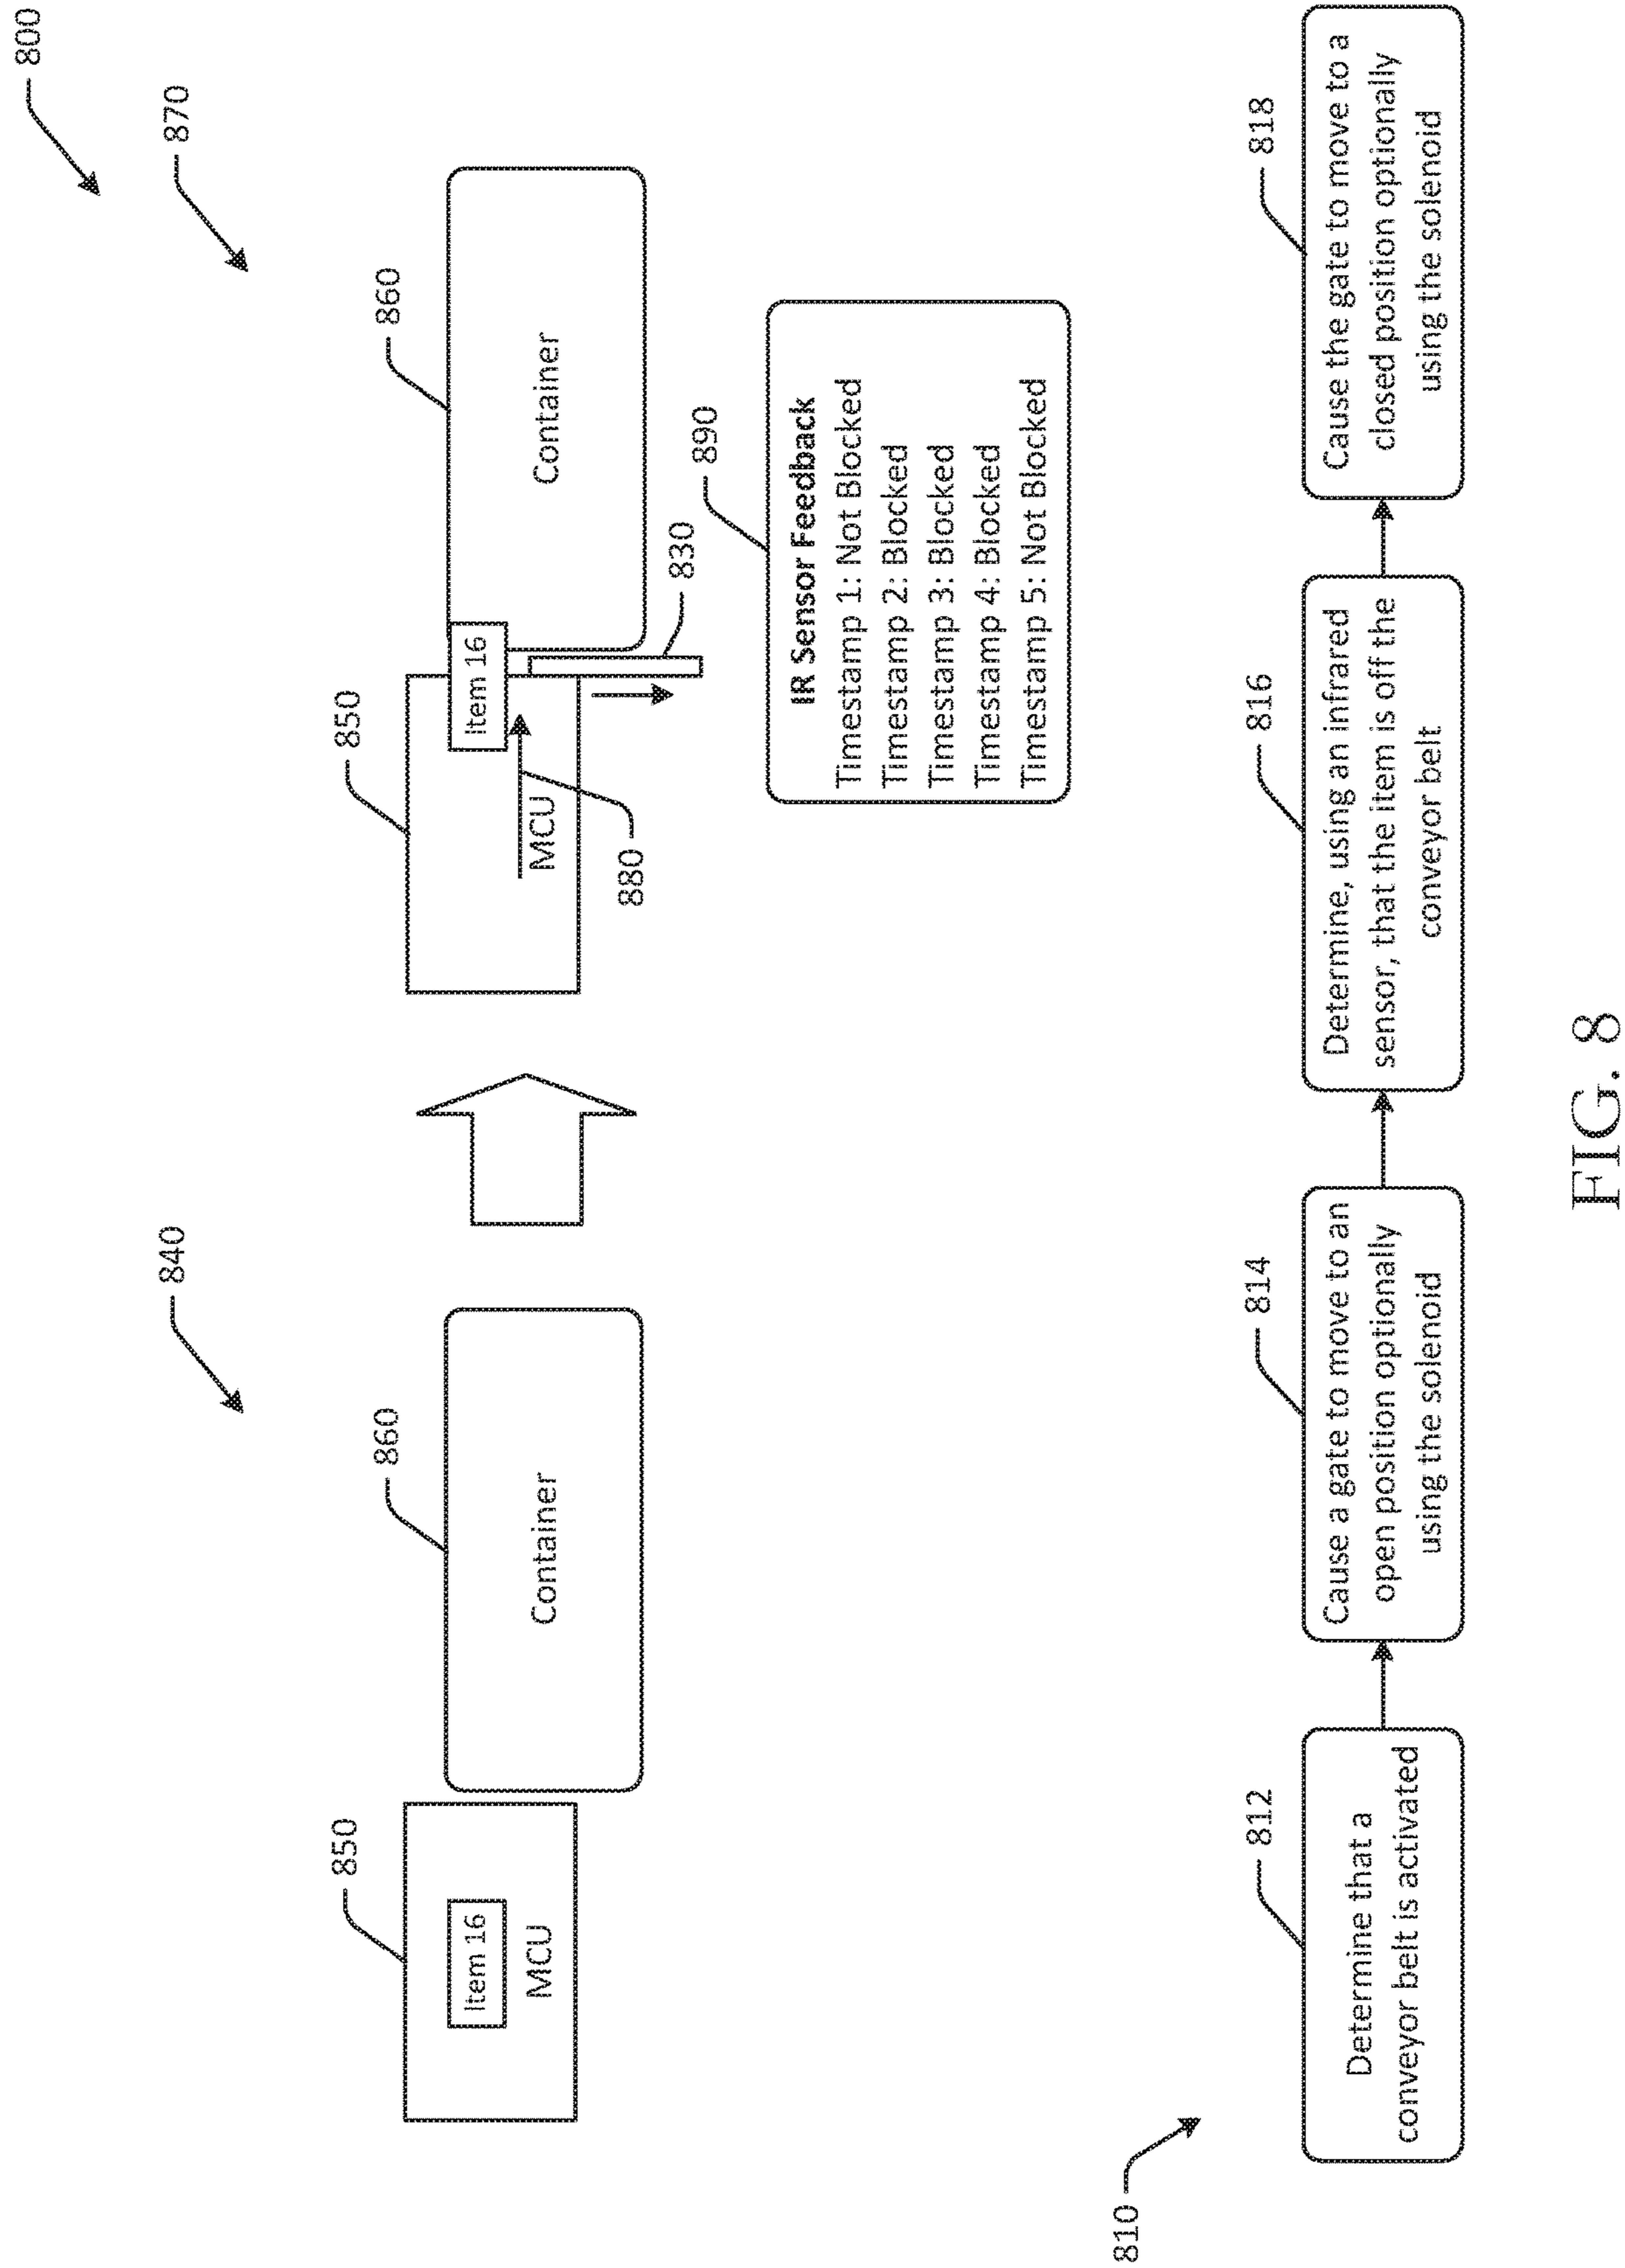 800
840
870
850
860
850
860
Item 16
MCU
Container
Item 16
MCU
Container
880
830
890
IR Sensor Feedback
Timestamp 1: Not Blocked
Timestamp 2: Blocked
Timestamp 3: Blocked
Timestamp 4: Blocked
Timestamp 5: Not Blocked
810
812
Determine that a
conveyor belt is activated
814
Cause a gate to move to an
open position optionally
using the solenoid
816
Determine, using an infrared
sensor, that the item is off the
conveyor belt
818
Cause the gate to move to a
closed position optionally
using the solenoid
FIG. 8